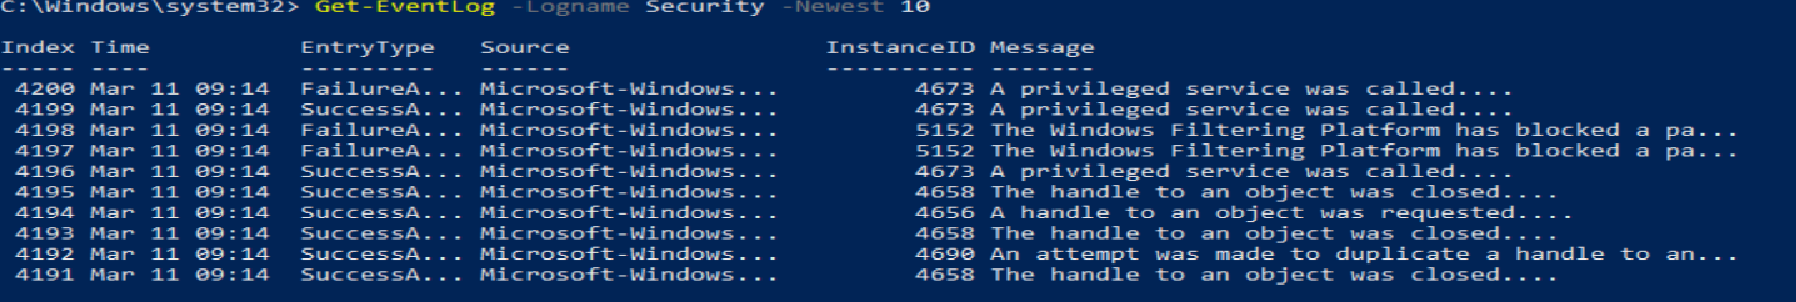 C:\Windows\system32> Get-EventLog -Logname Security -Newest 10
Index Time EntryType Source InstanceID Message
----- ---- --------- ------ ---------- -------
4200 Mar 11 09:14 FailureA... Microsoft-Windows... 4673 A privileged service was called....
4199 Mar 11 09:14 SuccessA... Microsoft-Windows... 4673 A privileged service was called....
4198 Mar 11 09:14 FailureA... Microsoft-Windows... 5152 The Windows Filtering Platform has blocked a pa...
4197 Mar 11 09:14 FailureA... Microsoft-Windows... 5152 The Windows Filtering Platform has blocked a pa...
4196 Mar 11 09:14 SuccessA... Microsoft-Windows... 4673 A privileged service was called....
4195 Mar 11 09:14 SuccessA... Microsoft-Windows... 4658 The handle to an object was closed....
4194 Mar 11 09:14 SuccessA... Microsoft-Windows... 4656 A handle to an object was requested....
4193 Mar 11 09:14 SuccessA... Microsoft-Windows... 4658 The handle to an object was closed....
4192 Mar 11 09:14 SuccessA... Microsoft-Windows... 4690 An attempt was made to duplicate a handle to an...
4191 Mar 11 09:14 SuccessA... Microsoft-Windows... 4658 The handle to an object was closed....